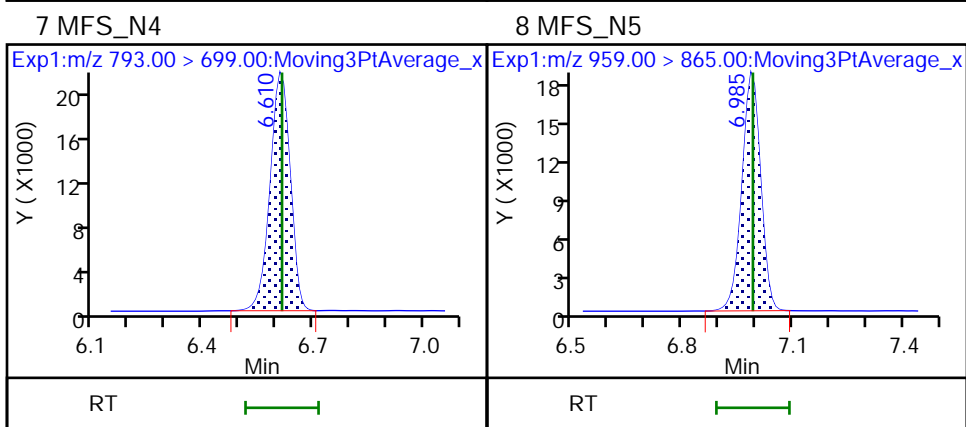 7 MFS_N4
Exp1:m/z 793.00 > 699.00:Moving3PtAverage_x
6.610
Y ( X1000)
20
16
12
8
4
0
6.1 6.4 6.7 7.0
Min
RT
8 MFS_N5
Exp1:m/z 959.00 > 865.00:Moving3PtAverage_x
6.985
Y ( X1000)
18
15
12
9
6
3
0
6.5 6.8 7.1 7.4
Min
RT